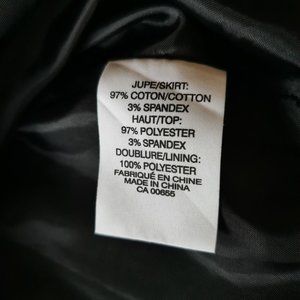 JUPE/SKIRT:
97% COTON/COTTON
3% SPANDEX
HAUT/TOP:
97% POLYESTER
3% SPANDEX
DOUBLURE/LINING:
100% POLYESTER
FABRIQUÉ EN CHINE
MADE IN CHINA
CA 00655